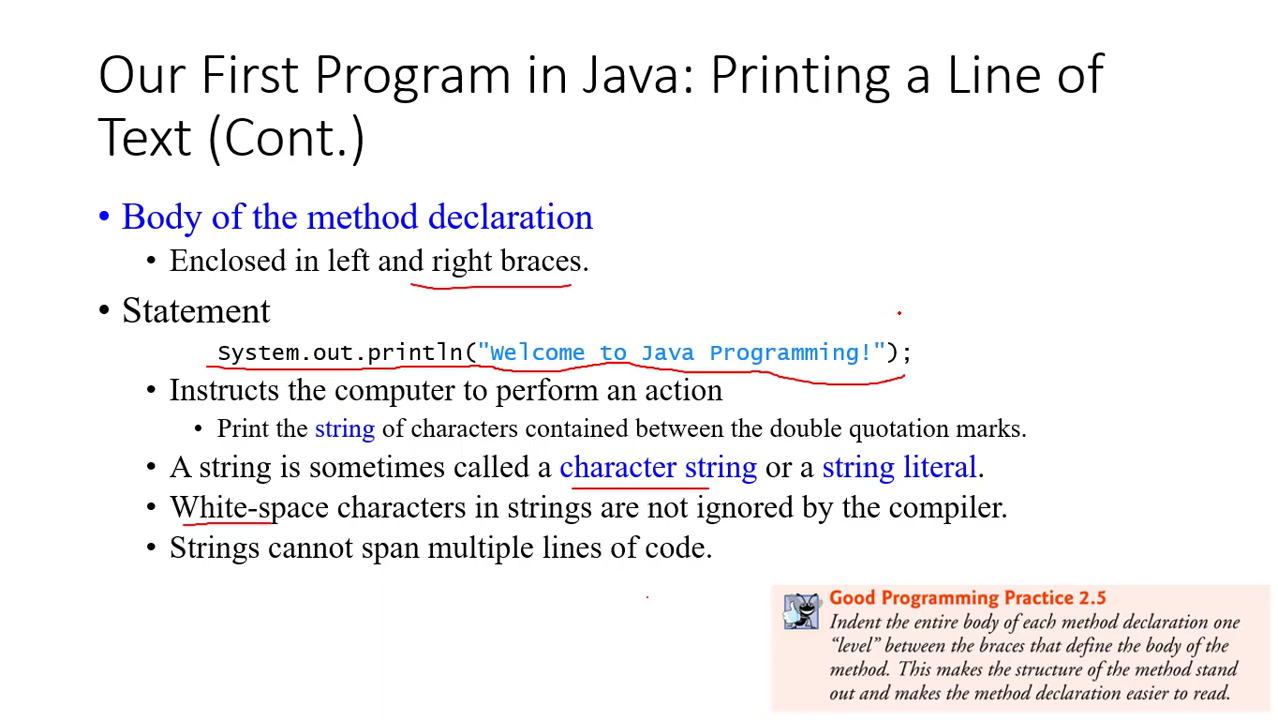 Our First Program in Java: Printing a Line of
Text (Cont.)
• Body of the method declaration
• Enclosed in left and right braces.
• Statement
System.out.println("Welcome to Java Programming!");
• Instructs the computer to perform an action
• Print the string of characters contained between the double quotation marks.
• A string is sometimes called a character string or a string literal.
• White-space characters in strings are not ignored by the compiler.
• Strings cannot span multiple lines of code.
Good Programming Practice 2.5
Indent the entire body of each method declaration one
“level” between the braces that define the body of the
method. This makes the structure of the method stand
out and makes the method declaration easier to read.